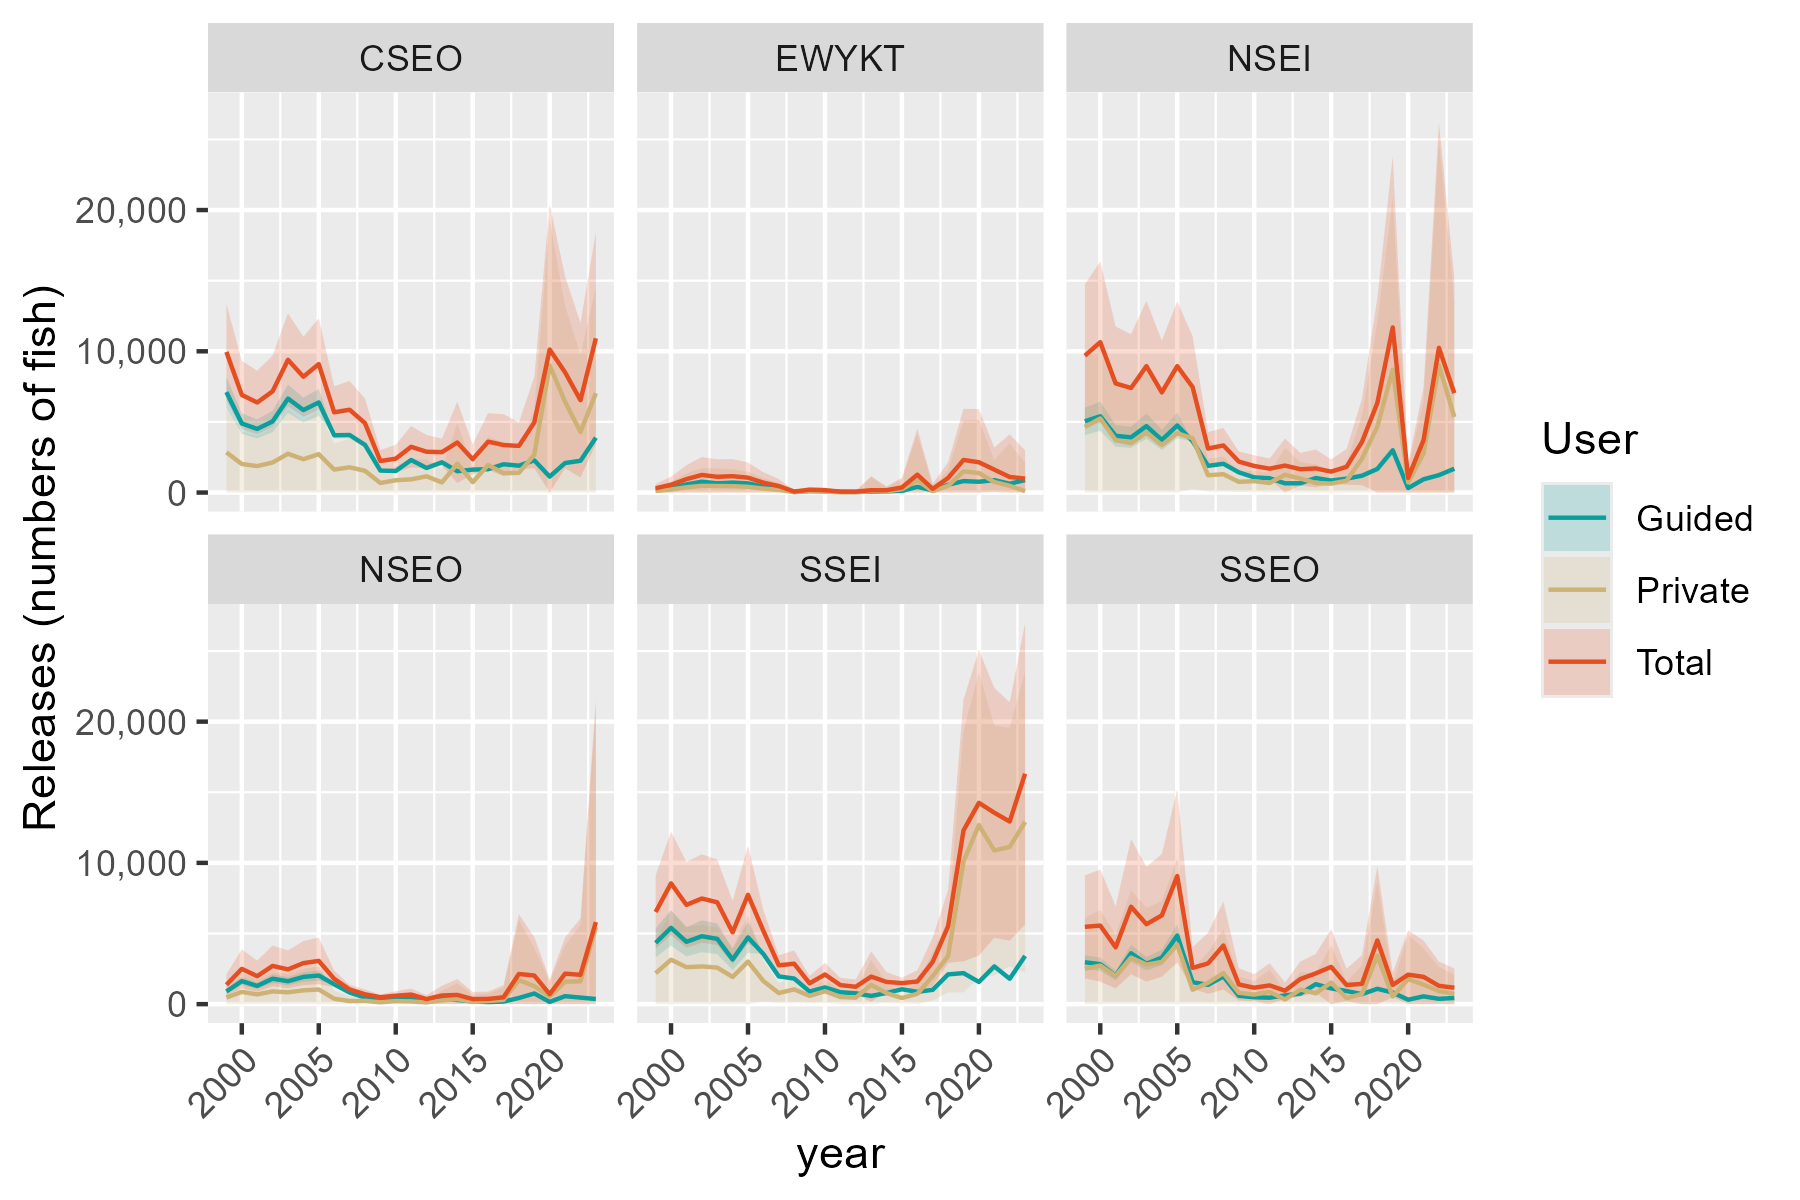 CSEO
EWYKT
NSEI
20,000
10,000
0
NSEO
SSEI
SSEO
20,000
10,000
0
2000
2005
2010
2015
2020
2000
2005
2010
2015
2020
2000
2005
2010
2015
2020
year
Releases (numbers of fish)
User
Guided
Private
Total